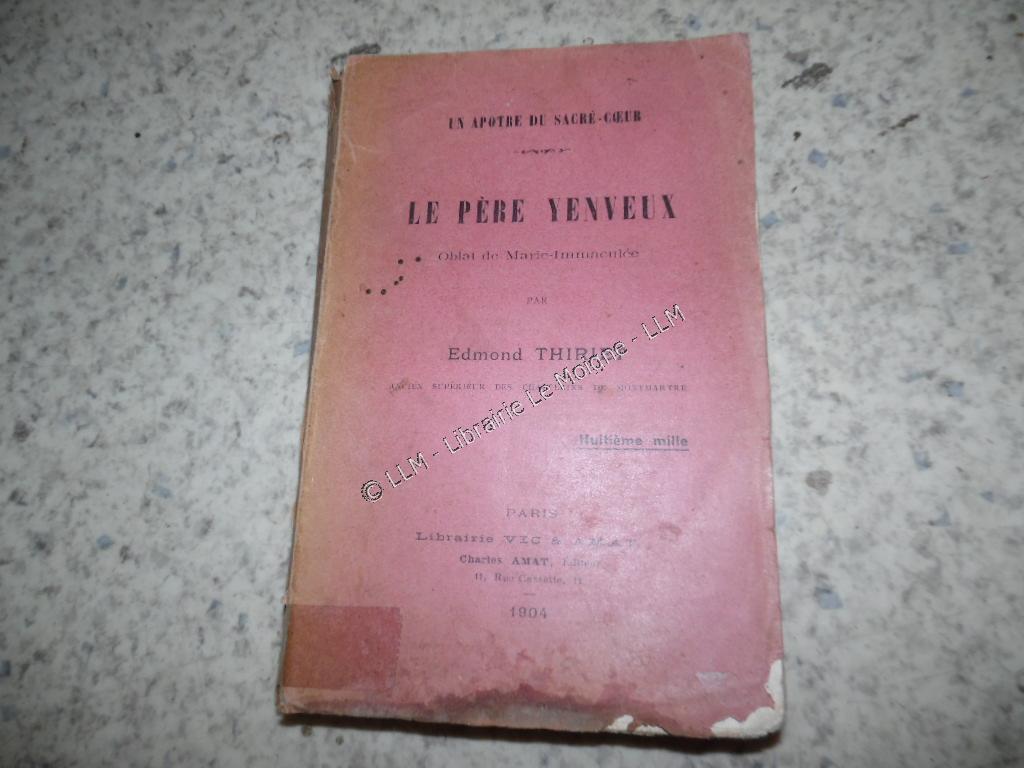 UN APOTRE DU SACRÉ-CŒUR
LE PÈRE YENVEUX
Oblat de Marie-Immaculée
PAR
Edmond THIRIET
ANCIEN SUPÉRIEUR DES CHAPELAINS DE MONTMARTRE
Huitième mille
PARIS
Librairie VIC & AMAT
Charles AMAT, Éditeur
11, Rue Cassette, 11
1904
© LLM - Librairie Le Moigne - LLM